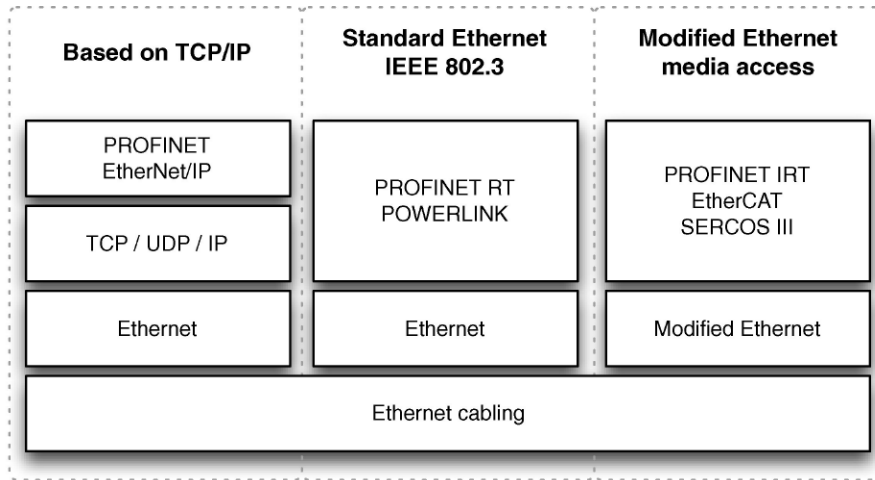 Based on TCP/IP
Standard Ethernet
IEEE 802.3
Modified Ethernet
media access
PROFINET
EtherNet/IP
TCP / UDP / IP
Ethernet
PROFINET RT
POWERLINK
Ethernet
PROFINET IRT
EtherCAT
SERCOS III
Modified Ethernet
Ethernet cabling